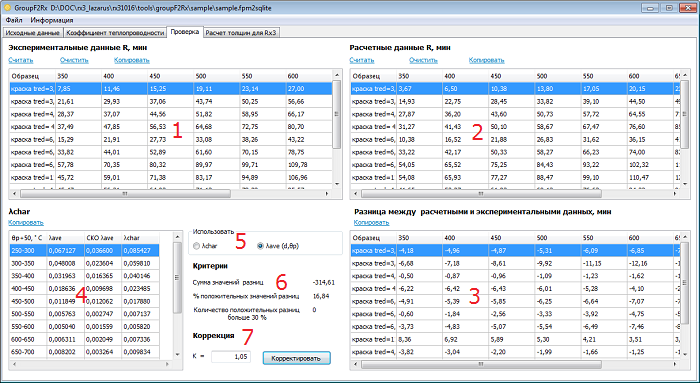 GroupF2Rx D:\DOC\rx3_lazarus\rx31016\tools\groupF2Rx\sample\sample.fpm2sqlite
Файл Информация
Исходные данные Коэффициент теплопроводности Проверка Расчет толщин для Rx3
Экспериментальные данные R, мин
Считать Очистить Копировать
Образец 350 400 450 500 550 600
краска tred=3, 7,85 11,46 15,25 19,11 23,14 27,00
краска tred=4, 21,61 29,93 37,06 43,74 50,25 56,66
краска tred=4, 28,37 37,07 44,56 51,82 58,95 66,17
краска tred= 4 37,49 47,85 56,53 64,68 72,75 80,70
краска tred=6, 15,29 21,91 27,73 33,08 38,26 43,22
краска tred=6, 33,82 44,01 52,89 61,60 70,15 78,75
краска tred=6, 57,78 70,35 80,32 89,97 99,71 109,78
краска tred=1 45,72 59,01 71,38 83,17 94,89 106,96
1
Расчетные данные R, мин
Считать Очистить Копировать
Образец 350 400 450 500 550 600
краска tred=3, 3,67 6,50 10,38 13,80 17,05 20,15
краска tred=4, 14,93 22,75 28,45 33,82 39,10 44,50
краска tred=4, 27,87 36,20 43,60 50,73 57,72 64,55
краска tred= 4 31,27 41,43 50,10 58,67 67,47 76,60
краска tred=6, 10,38 16,52 21,88 26,83 31,62 36,15
краска tred=6, 33,22 42,17 50,33 58,27 66,23 74,00
краска tred=6, 54,05 65,52 75,25 84,43 93,22 102,32
краска tred=1 54,08 65,93 77,27 88,47 99,10 110,47
2
λchar
Копировать
θp÷50, ˚ C λave СКО λave λchar
250-300 0,067127 0,036600 0,085427
300-350 0,048008 0,023604 0,059810
350-400 0,031963 0,016365 0,040146
400-450 0,018636 0,009698 0,023485
450-500 0,011849 0,012062 0,017880
500-550 0,005763 0,002747 0,007137
550-600 0,005040 0,001559 0,005820
600-650 0,006311 0,002049 0,007336
650-700 0,008202 0,003264 0,009834
4
Использовать
λchar λave (d,θp)
5
Критерии
Сумма значений разниц -314,61
% положительных значений разниц 16,84
Количество положительных разниц 0
больше 30 %
6
Коррекция
7
К = 1,05 Корректировать
Разница между расчетными и экспериментальными данных, мин
Копировать
Образец 350 400 450 500 550 600
краска tred=3, -4,18 -4,96 -4,87 -5,31 -6,09 -6,85
краска tred=4, -6,68 -7,18 -8,61 -9,92 -11,15 -12,16
краска tred=4, -0,50 -0,87 -0,96 -1,09 -1,23 -1,62
краска tred= 4 -6,22 -6,42 -6,43 -6,01 -5,28 -4,10
краска tred=6, -4,91 -5,39 -5,85 -6,25 -6,64 -7,07
краска tred=6, -0,60 -1,84 -2,56 -3,33 -3,92 -4,75
краска tred=6, -3,73 -4,83 -5,07 -5,54 -6,49 -7,46
краска tred=1 8,36 6,92 5,89 5,30 4,21 3,51
краска tred=4, -3,82 -3,04 -2,20 -1,99 -1,66 -1,25
3